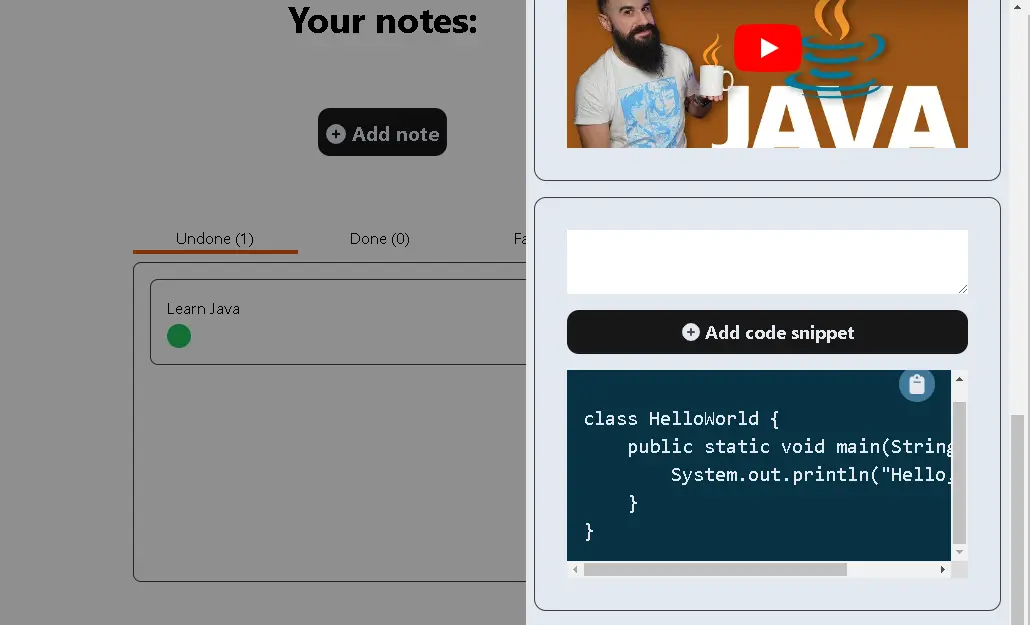 Your notes:
Add note
Undone (1)
Done (0)
Fa
Learn Java
JAVA
Add code snippet
class HelloWorld {
    public static void main(String
        System.out.println("Hello,
    }
}